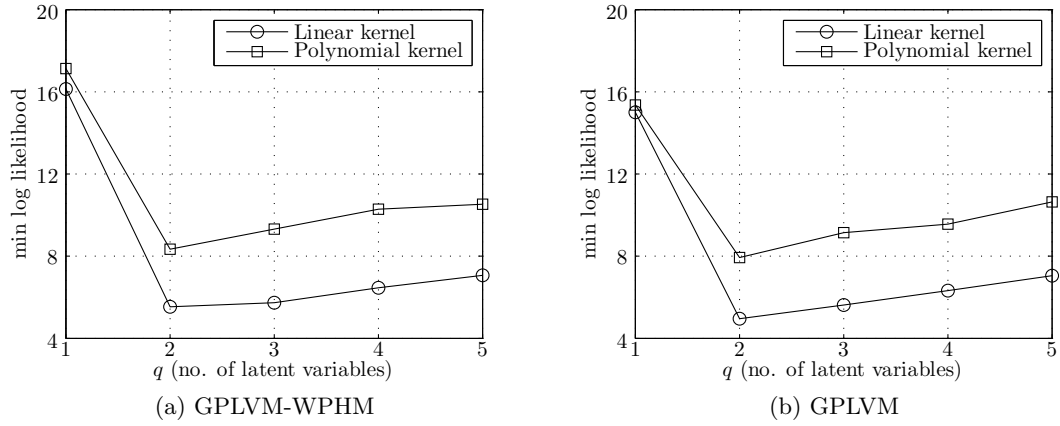 20
16
12
8
4
min log likelihood
Linear kernel
Polynomial kernel
1 2 3 4 5
q (no. of latent variables)
(a) GPLVM-WPHM
20
16
12
8
4
min log likelihood
Linear kernel
Polynomial kernel
1 2 3 4 5
q (no. of latent variables)
(b) GPLVM